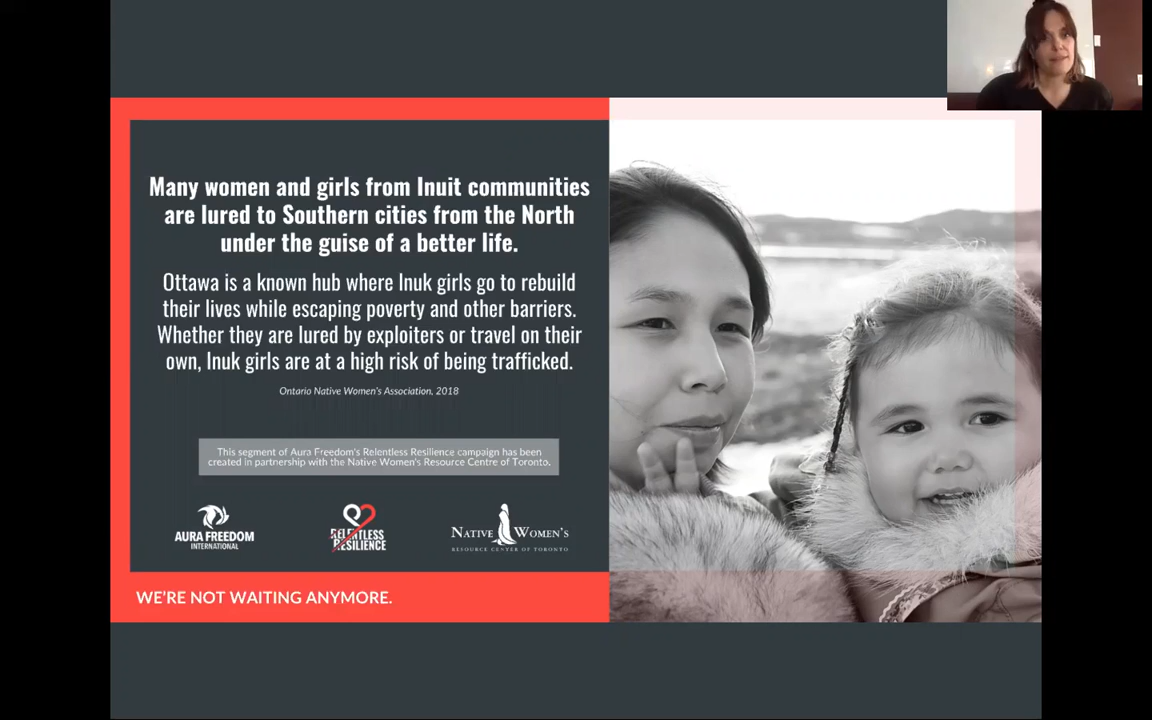 Many women and girls from Inuit communities
are lured to Southern cities from the North
under the guise of a better life.
Ottawa is a known hub where Inuk girls go to rebuild
their lives while escaping poverty and other barriers.
Whether they are lured by exploiters or travel on their
own, Inuk girls are at a high risk of being trafficked.
Ontario Native Women's Association, 2018
This segment of Aura Freedom's Relentless Resilience campaign has been
created in partnership with the Native Women's Resource Centre of Toronto.
AURA FREEDOM
INTERNATIONAL
RELENTLESS
RESILIENCE
NATIVE WOMEN'S
RESOURCE CENTER OF TORONTO
WE'RE NOT WAITING ANYMORE.